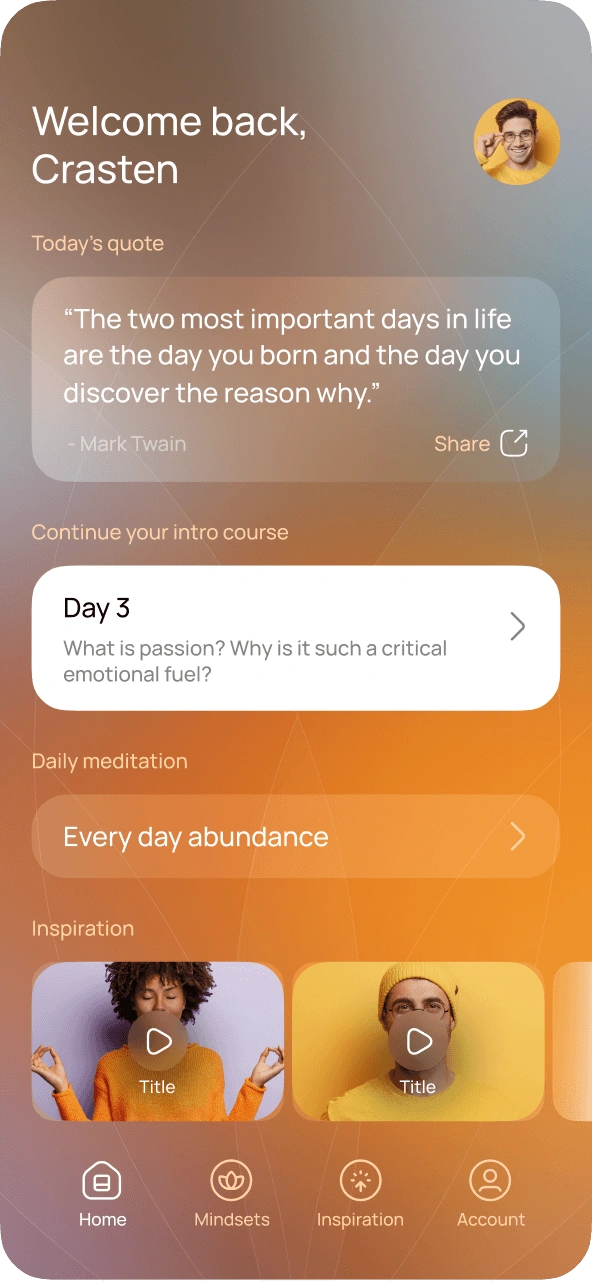 Welcome back,
Crasten
Today's quote
“The two most important days in life
are the day you born and the day you
discover the reason why.”
- Mark Twain
Share
Continue your intro course
Day 3
What is passion? Why is it such a critical
emotional fuel?
Daily meditation
Every day abundance
Inspiration
Title
Title
Home
Mindsets
Inspiration
Account